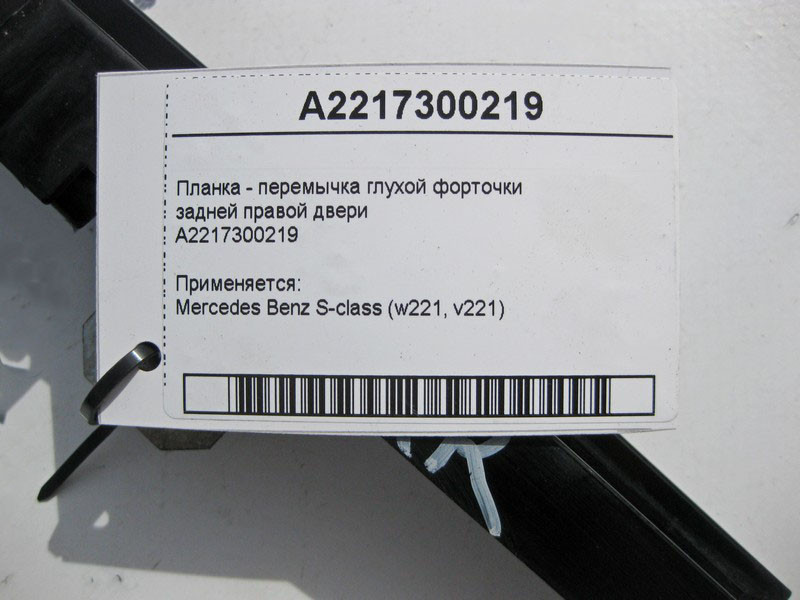 A2217300219
Планка - перемычка глухой форточки
задней правой двери
A2217300219
Применяется:
Mercedes Benz S-class (w221, v221)